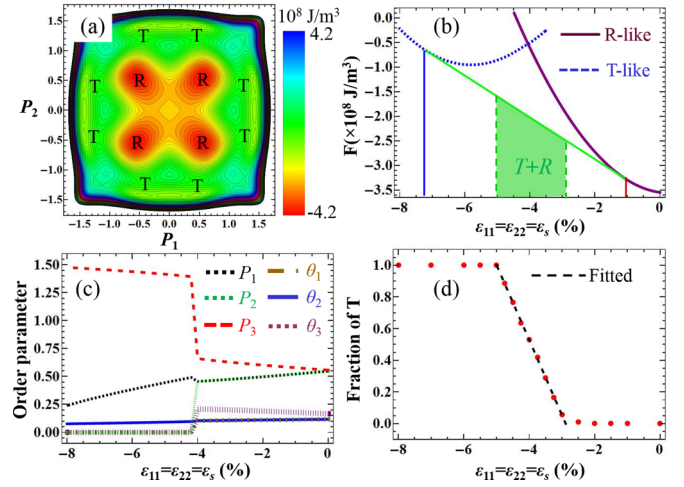 (a)
10⁸ J/m³
4.2
-4.2
T T
T R R T
T R R T
T T
P₂
1.5
1.0
0.5
0.0
-0.5
-1.0
-1.5
-1.5 -1.0 -0.5 0.0 0.5 1.0 1.5
P₁
(b)
R-like
T-like
T+R
F(×10⁸ J/m³)
0.0
-0.5
-1.0
-1.5
-2.0
-2.5
-3.0
-3.5
-8 -6 -4 -2 0
ε₁₁=ε₂₂=εₛ (%)
(c)
P₁ θ₁
P₂ θ₂
P₃ θ₃
Order parameter
1.50
1.25
1.00
0.75
0.50
0.25
0.00
-8 -6 -4 -2 0
ε₁₁=ε₂₂=εₛ (%)
(d)
Fitted
Fraction of T
1.0
0.8
0.6
0.4
0.2
0.0
-8 -6 -4 -2 0
ε₁₁=ε₂₂=εₛ (%)